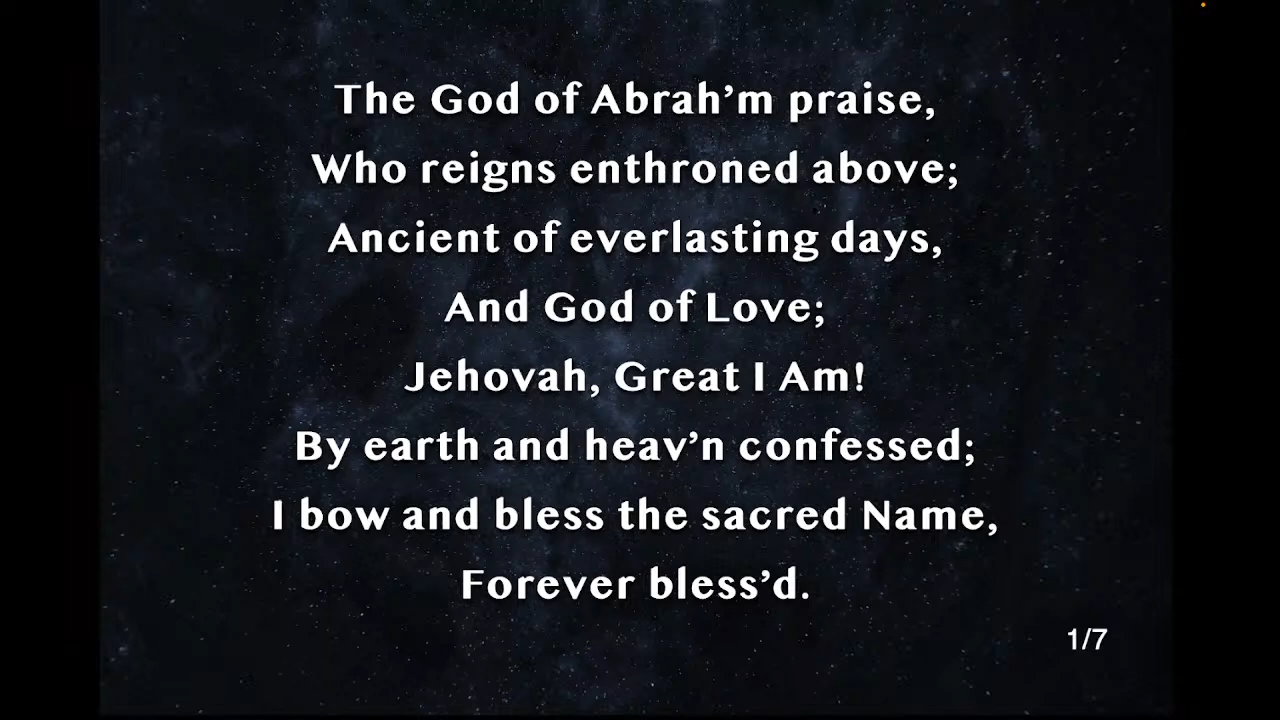 The God of Abrah’m praise,
Who reigns enthroned above;
Ancient of everlasting days,
And God of Love;
Jehovah, Great I Am!
By earth and heav’n confessed;
I bow and bless the sacred Name,
Forever bless’d.
1/7